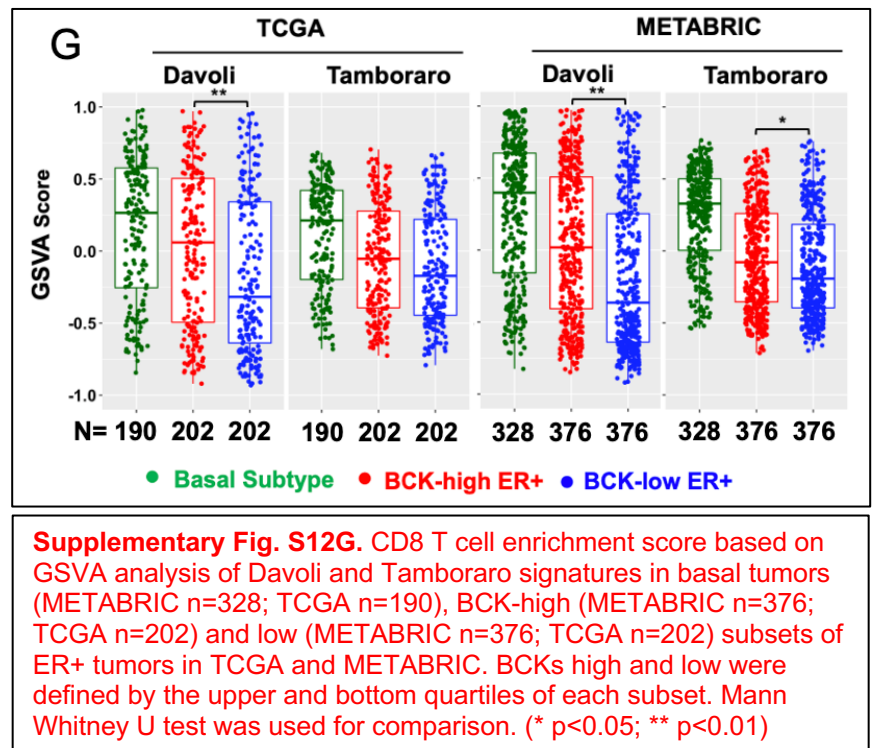 G
TCGA
METABRIC
Davoli
Tamboraro
Davoli
Tamboraro
**
**
*
GSVA Score
1.0
0.5
0.0
-0.5
-1.0
N= 190 202 202 190 202 202 328 376 376 328 376 376
Basal Subtype BCK-high ER+ BCK-low ER+
Supplementary Fig. S12G. CD8 T cell enrichment score based on
GSVA analysis of Davoli and Tamboraro signatures in basal tumors
(METABRIC n=328; TCGA n=190), BCK-high (METABRIC n=376;
TCGA n=202) and low (METABRIC n=376; TCGA n=202) subsets of
ER+ tumors in TCGA and METABRIC. BCKs high and low were
defined by the upper and bottom quartiles of each subset. Mann
Whitney U test was used for comparison. (* p<0.05; ** p<0.01)